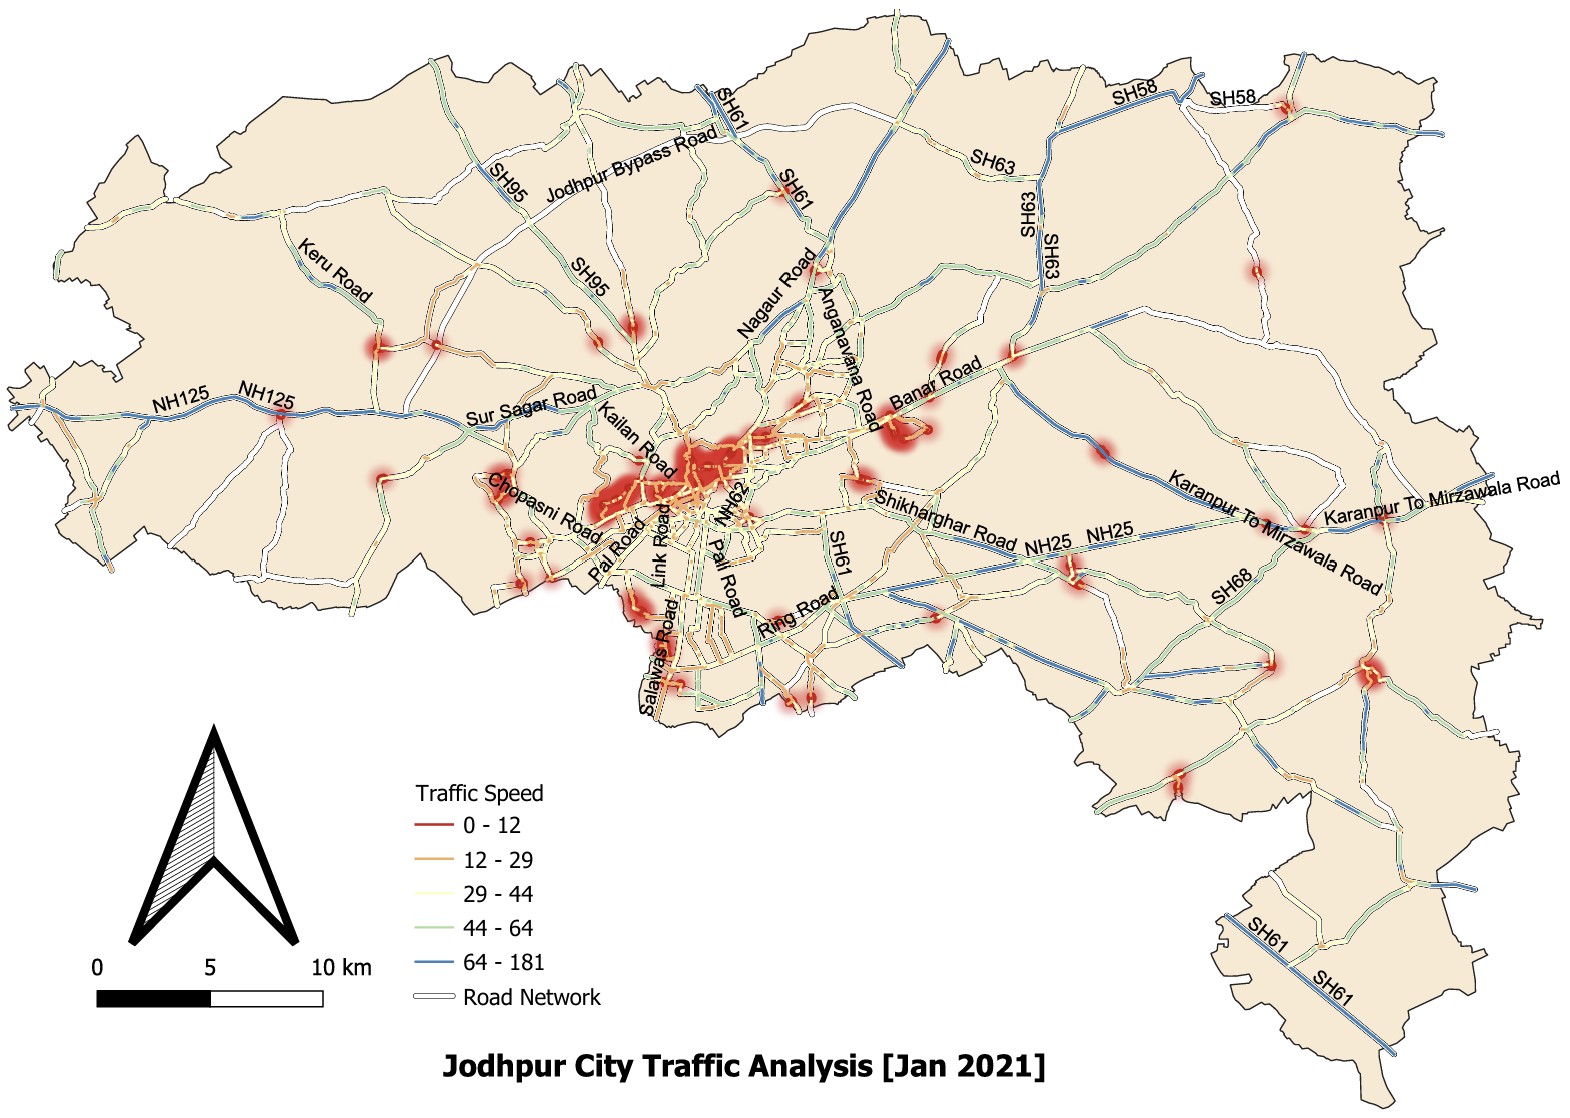 SH61
SH58
SH58
Jodhpur Bypass Road
SH63
SH95
SH61
SH63
SH63
Keru Road
SH95
Nagaur Road
Anganavana Road
Banar Road
NH125
NH125
Sur Sagar Road
Kailan Road
Chopasni Road
NH62
Shikharghar Road
Karanpur To Mirzawala Road
Karanpur To Mirzawala Road
Pal Road
Link Road
Pali Road
SH61
NH25
NH25
SH68
Ring Road
Salawas Road
SH61
SH61
Traffic Speed
0 - 12
12 - 29
29 - 44
44 - 64
64 - 181
Road Network
0 5 10 km
Jodhpur City Traffic Analysis [Jan 2021]